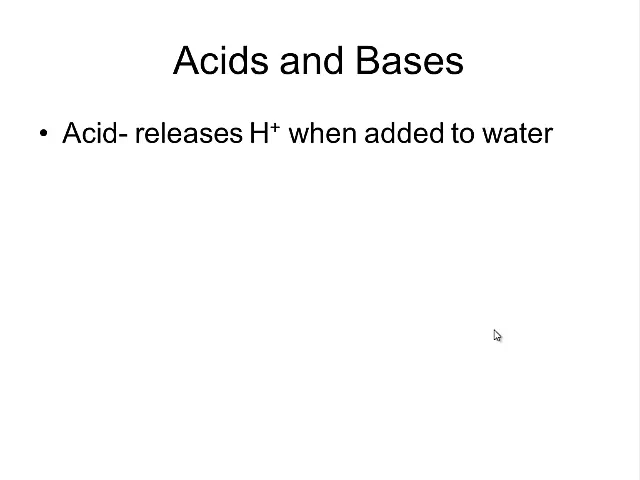 Acids and Bases
• Acid- releases H⁺ when added to water